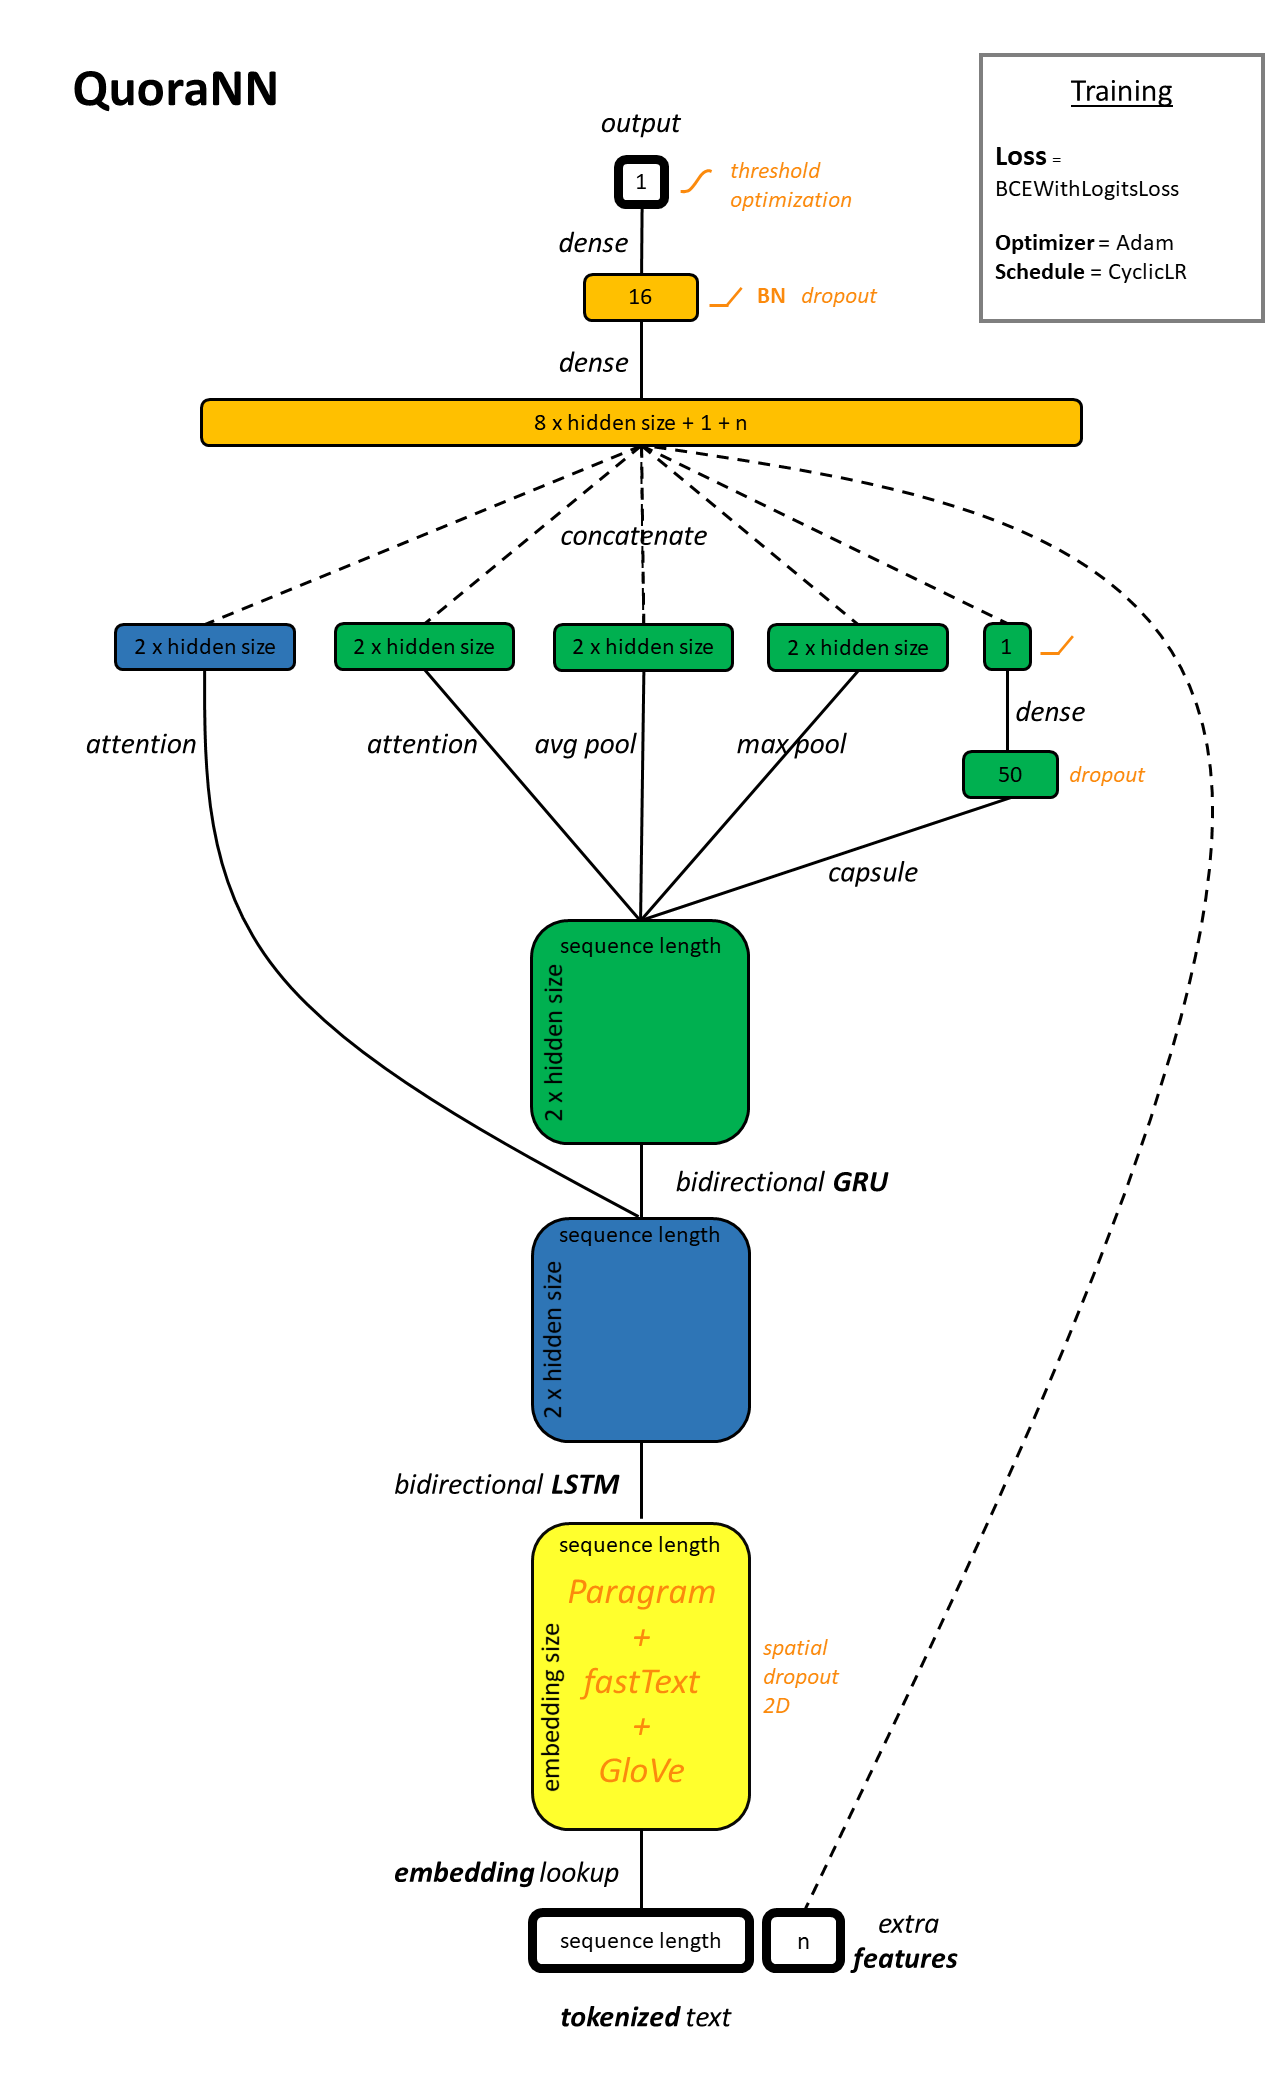 QuoraNN
Training
Loss =
BCEWithLogitsLoss
Optimizer = Adam
Schedule = CyclicLR
output
1
threshold
optimization
dense
16
BN dropout
dense
8 x hidden size + 1 + n
concatenate
2 x hidden size
2 x hidden size
2 x hidden size
2 x hidden size
1
attention
attention
avg pool
max pool
dense
50
dropout
capsule
sequence length
2 x hidden size
bidirectional GRU
sequence length
2 x hidden size
bidirectional LSTM
sequence length
embedding size
Paragram
+
fastText
+
GloVe
spatial
dropout
2D
embedding lookup
sequence length
n
extra
features
tokenized text